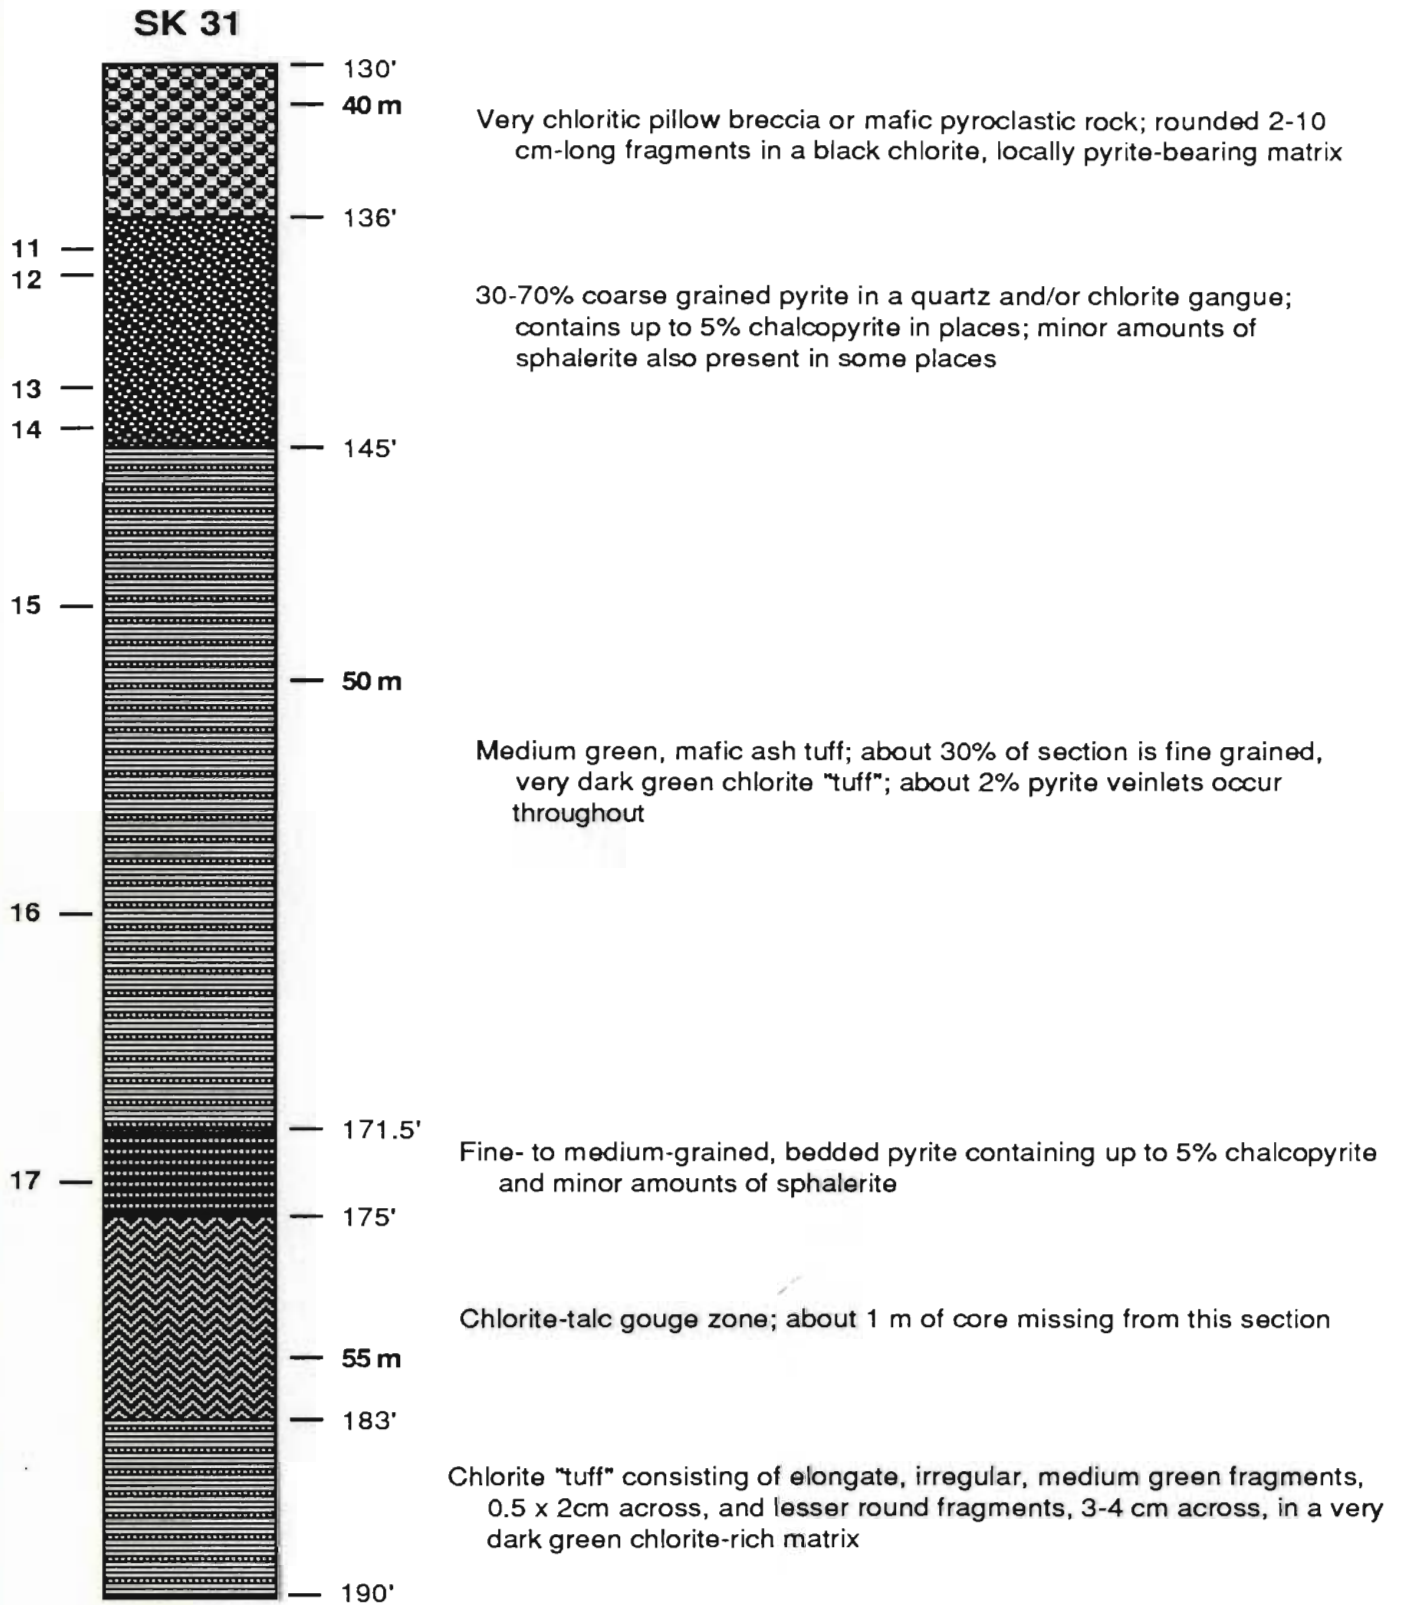 SK 31
130'
40 m
Very chloritic pillow breccia or mafic pyroclastic rock; rounded 2-10
cm-long fragments in a black chlorite, locally pyrite-bearing matrix
136'
11
12
30-70% coarse grained pyrite in a quartz and/or chlorite gangue;
contains up to 5% chalcopyrite in places; minor amounts of
sphalerite also present in some places
13
14
145'
15
50 m
Medium green, mafic ash tuff; about 30% of section is fine grained,
very dark green chlorite "tuff"; about 2% pyrite veinlets occur
throughout
16
171.5'
Fine- to medium-grained, bedded pyrite containing up to 5% chalcopyrite
and minor amounts of sphalerite
17
175'
Chlorite-talc gouge zone; about 1 m of core missing from this section
55 m
183'
Chlorite "tuff" consisting of elongate, irregular, medium green fragments,
0.5 x 2cm across, and lesser round fragments, 3-4 cm across, in a very
dark green chlorite-rich matrix
190'